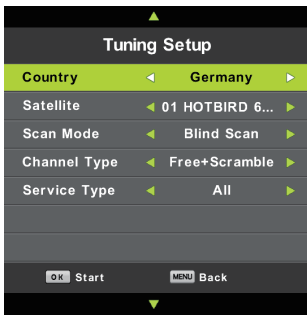 Tuning Setup
Country Germany
Satellite 01 HOTBIRD 6...
Scan Mode Blind Scan
Channel Type Free+Scramble
Service Type All
OK Start MENU Back